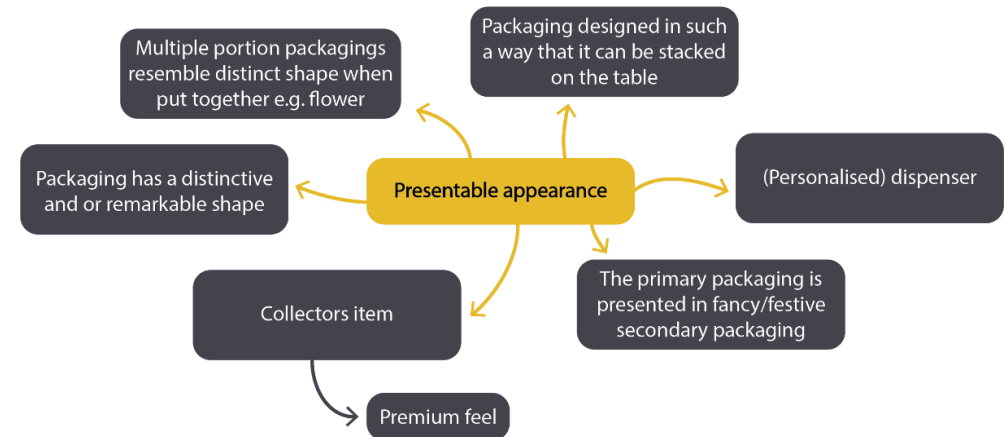 Multiple portion packagings
resemble distinct shape when
put together e.g. flower
Packaging designed in such
a way that it can be stacked
on the table
Packaging has a distinctive
and or remarkable shape
Presentable appearance
(Personalised) dispenser
Collectors item
The primary packaging is
presented in fancy/festive
secondary packaging
Premium feel